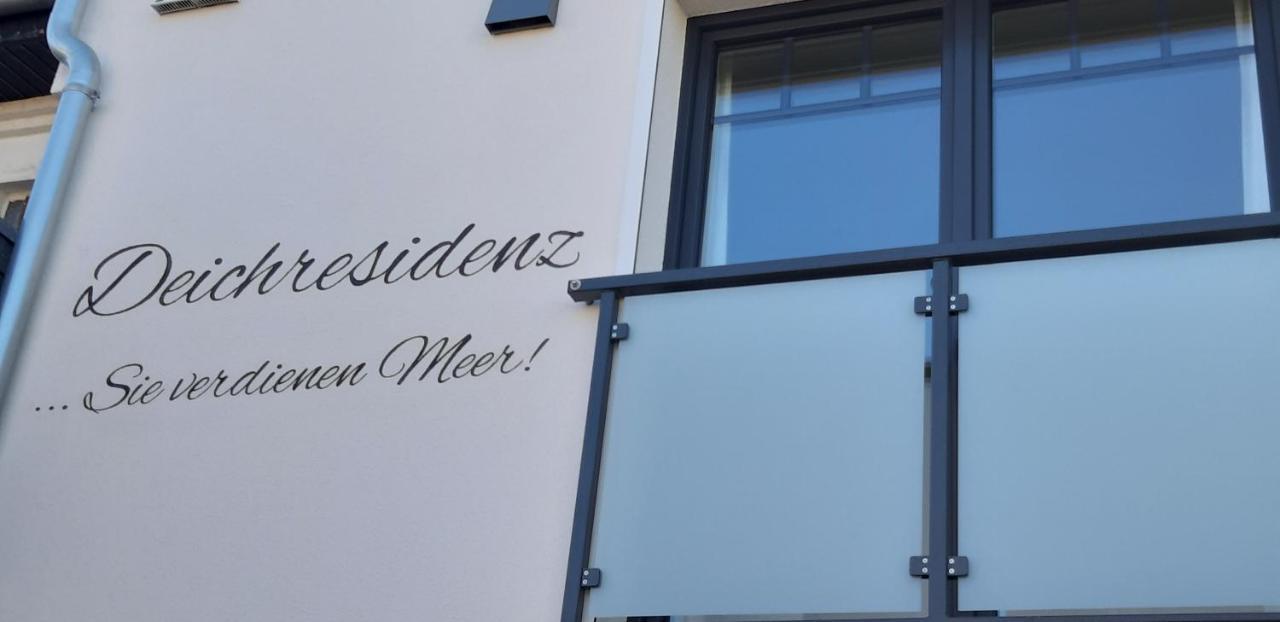 Deichresidenz
... Sie verdienen Meer!